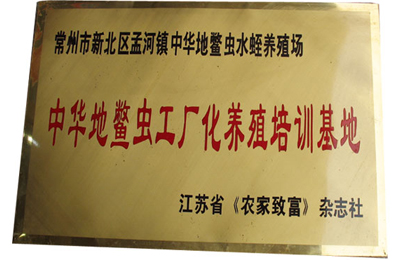 常州市新北区孟河镇中华地鳖虫水蛭养殖场
中华地鳖虫工厂化养殖培训基地
江苏省《农家致富》杂志社